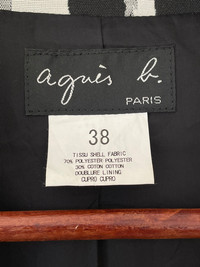 agnès b.
PARIS
38
TISSU SHELL FABRIC
70% POLYESTER POLYESTER
30% COTON COTTON
DOUBLURE LINING
CUPRO CUPRO